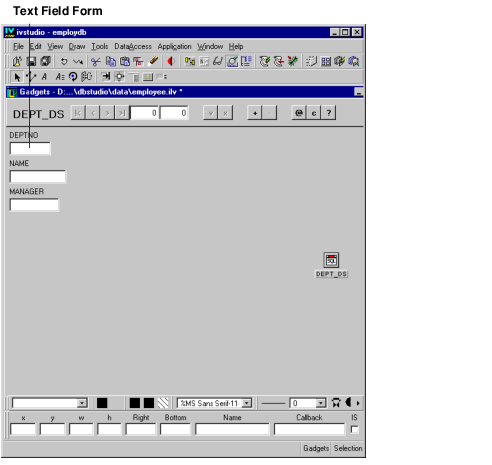 Text Field Form
ivstudio - employdb
File Edit View Draw Tools DataAccess Application Window Help
Gadgets - D:...\dbstudio\data\employee.ilv *
DEPT_DS |< < > >| 0 0 v x + - @ c ?
DEPTNO
NAME
MANAGER
SQL
DEPT_DS
%MS Sans Serif-11- 0
x y w h Right Bottom Name Callback IS
Gadgets Selection